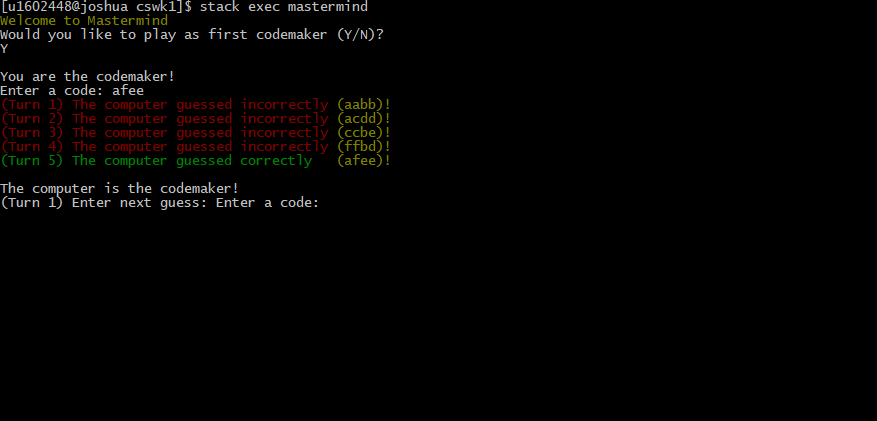 [u1602448@joshua cswk1]$ stack exec mastermind
Welcome to Mastermind
Would you like to play as first codemaker (Y/N)?
Y
You are the codemaker!
Enter a code: afee
(Turn 1) The computer guessed incorrectly (aabb)!
(Turn 2) The computer guessed incorrectly (acdd)!
(Turn 3) The computer guessed incorrectly (ccbe)!
(Turn 4) The computer guessed incorrectly (ffbd)!
(Turn 5) The computer guessed correctly   (afee)!
The computer is the codemaker!
(Turn 1) Enter next guess: Enter a code: